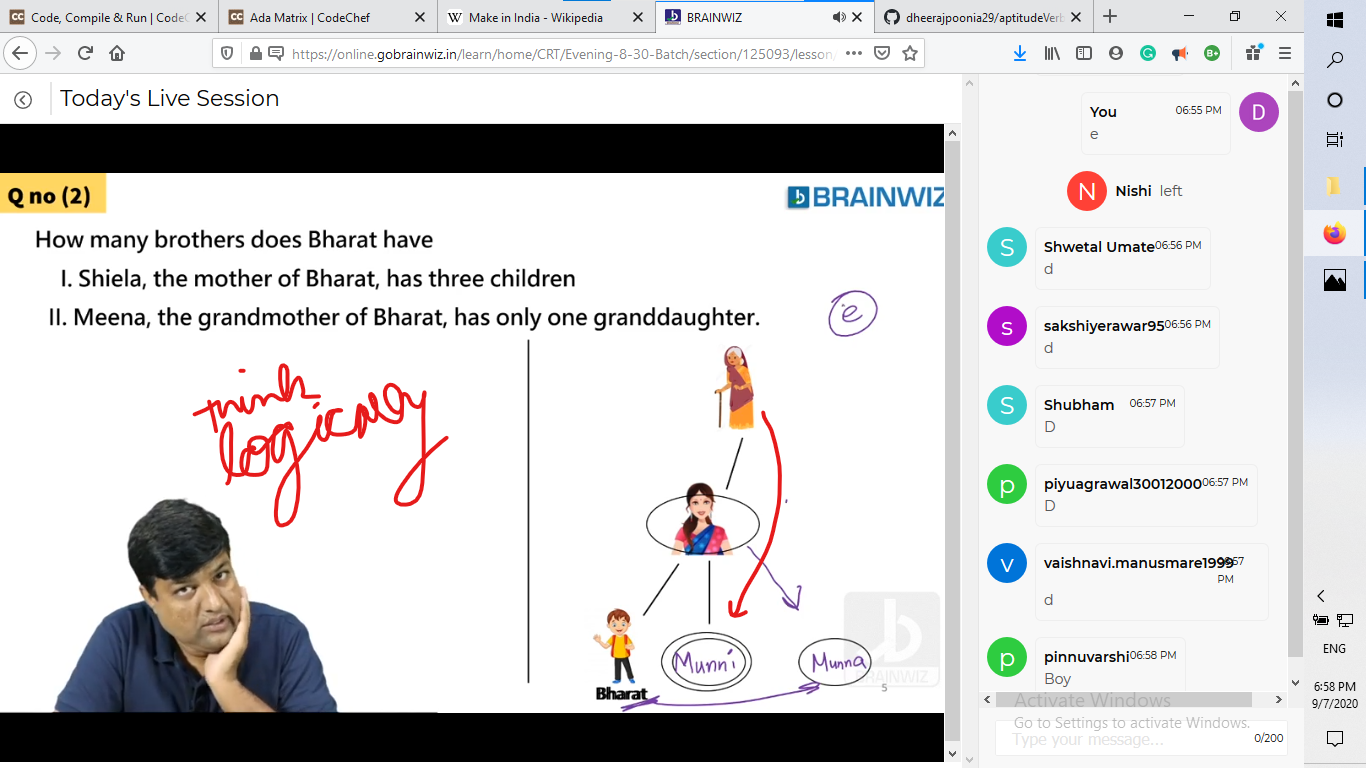 Code, Compile & Run | CodeC
Ada Matrix | CodeChef
Make in India - Wikipedia
BRAINWIZ
dheerajpoonia29/aptitudeVerb
https://online.gobrainwiz.in/learn/home/CRT/Evening-8-30-Batch/section/125093/lesson/
Today's Live Session
Q no (2)
BRAINWIZ
How many brothers does Bharat have
I. Shiela, the mother of Bharat, has three children
II. Meena, the grandmother of Bharat, has only one granddaughter.
e
think
logically
Munni
Munna
Bharat
BRAINWIZ
5
You 06:55 PM
D
e
N Nishi left
S Shwetal Umate 06:56 PM
d
s sakshiyerawar95 06:56 PM
d
S Shubham 06:57 PM
D
p piyuagrawal30012000 06:57 PM
D
v vaishnavi.manusmare1999 06:57 PM
d
p pinnuvarshi 06:58 PM
Boy
Activate Windows
Go to Settings to activate Windows.
Type your message...
0/200
ENG
6:58 PM
9/7/2020